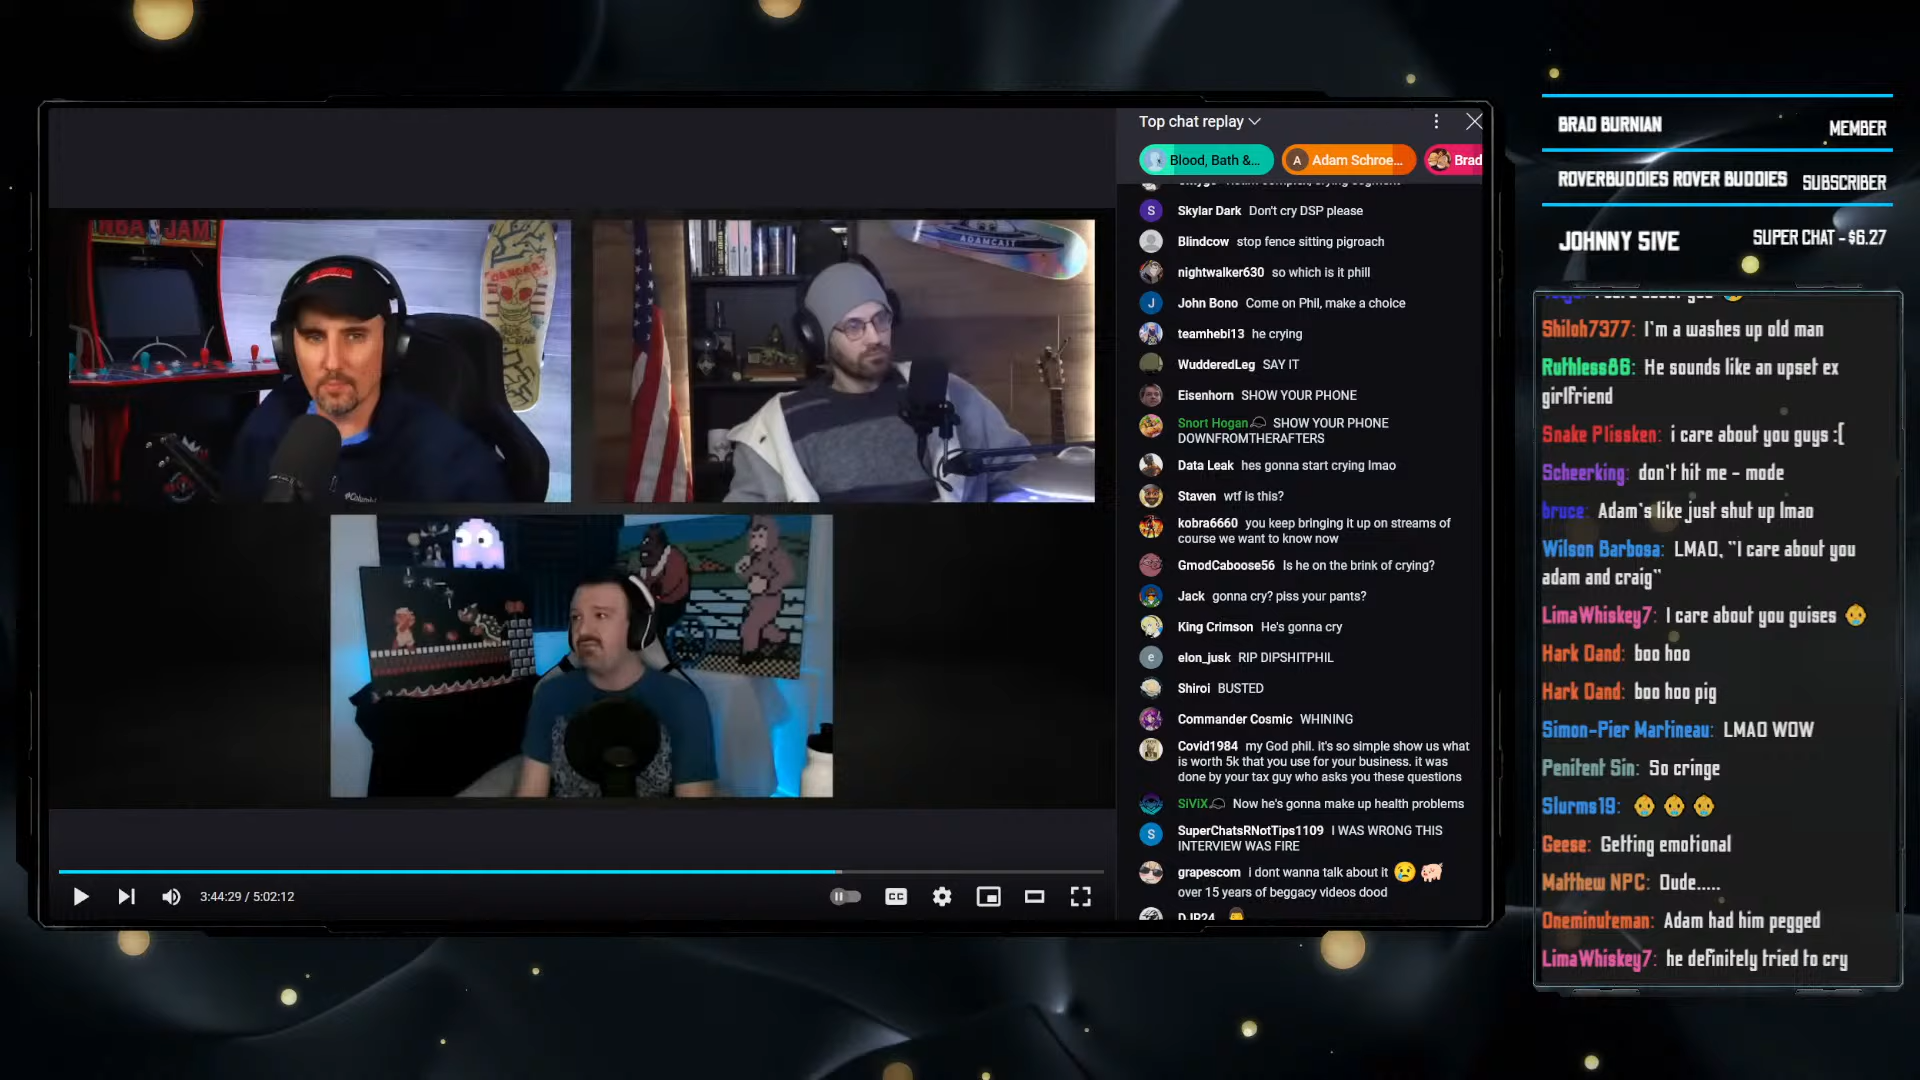 NBA JAM
ADAMCAST
Columbia
Top chat replay
Blood, Bath &...
A Adam Schroe...
Brad
S Skylar Dark Don't cry DSP please
Blindcow stop fence sitting pigroach
nightwalker630 so which is it phill
J John Bono Come on Phil, make a choice
teamhebi13 he crying
WudderedLeg SAY IT
Eisenhorn SHOW YOUR PHONE
Snort Hogan SHOW YOUR PHONE
DOWNFROMTHERAFTERS
Data Leak hes gonna start crying lmao
Staven wtf is this?
kobra6660 you keep bringing it up on streams of
course we want to know now
GmodCaboose56 Is he on the brink of crying?
Jack gonna cry? piss your pants?
King Crimson He's gonna cry
e elon_jusk RIP DIPSHITPHIL
Shiroi BUSTED
Commander Cosmic WHINING
Covid1984 my God phil. it's so simple show us what
is worth 5k that you use for your business. it was
done by your tax guy who asks you these questions
SiViX Now he's gonna make up health problems
S SuperChatsRNotTips1109 I WAS WRONG THIS
INTERVIEW WAS FIRE
grapescom i dont wanna talk about it 😢 🐖
over 15 years of beggacy videos dood
DJP24
3:44:29 / 5:02:12
CC
BRAD BURNIAN MEMBER
ROVERBUDDIES ROVER BUDDIES SUBSCRIBER
JOHNNY 5IVE SUPER CHAT - $6.27
Shiloh7377: I'm a washes up old man
Ruthless86: He sounds like an upset ex
girlfriend
Snake Plissken: i care about you guys :[
Scheerking: don't hit me - mode
bruce: Adam's like just shut up lmao
Wilson Barbosa: LMAO, "I care about you
adam and craig"
LimaWhiskey7: I care about you guises
Hark Dand: boo hoo
Hark Dand: boo hoo pig
Simon-Pier Martineau: LMAO WOW
Penitent Sin: So cringe
Slurms19:
Geese: Getting emotional
Matthew NPC: Dude.....
Oneminuteman: Adam had him pegged
LimaWhiskey7: he definitely tried to cry